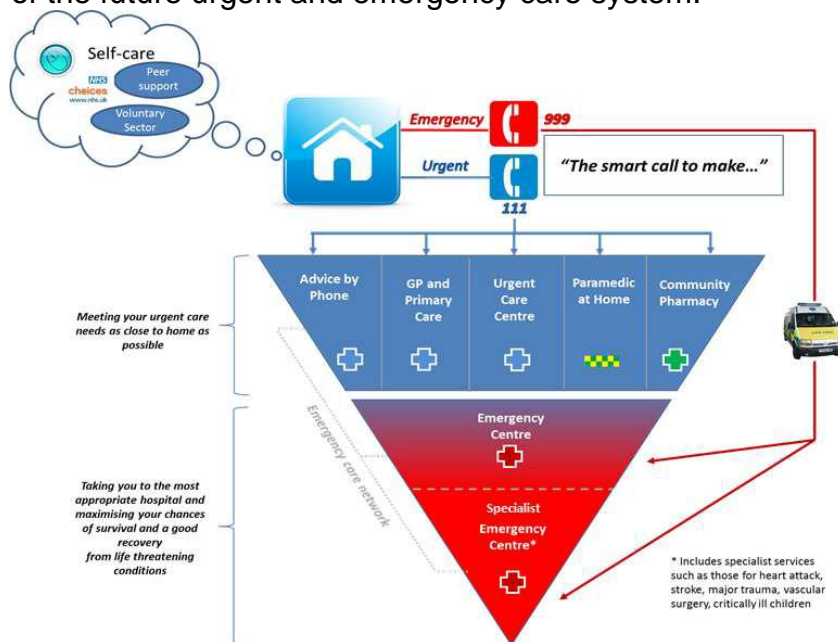 of the future urgent and emergency care system.
Self-care
Peer
support
NHS
choices
www.nhs.uk
Voluntary
Sector
Emergency
999
Urgent
"The smart call to make..."
111
Advice by
Phone
GP and
Primary
Care
Urgent
Care
Centre
Paramedic
at Home
Community
Pharmacy
Meeting your urgent care
needs as close to home as
possible
Emergency care network
Emergency
Centre
Taking you to the most
appropriate hospital and
maximising your chances
of survival and a good
recovery
from life threatening
conditions
Specialist
Emergency
Centre*
* Includes specialist services
such as those for heart attack,
stroke, major trauma, vascular
surgery, critically ill children